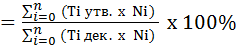 = ∑ⁿᵢ₌₀ (Ti утв. x Ni) / ∑ⁿᵢ₌₀ (Ti дек. x Ni) x 100%